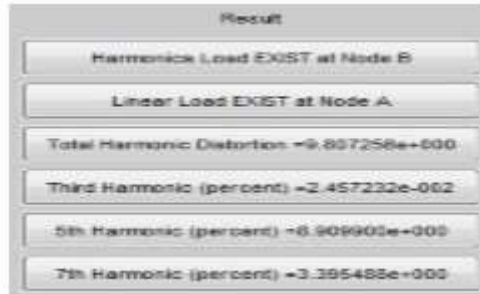 Result
Harmonics Load EXIST at Node B
Linear Load EXIST at Node A
Total Harmonic Distortion =9.807258e+000
Third Harmonic (percent) =2.457232e-002
5th Harmonic (percent) =8.909900e+000
7th Harmonic (percent) =3.395488e+000